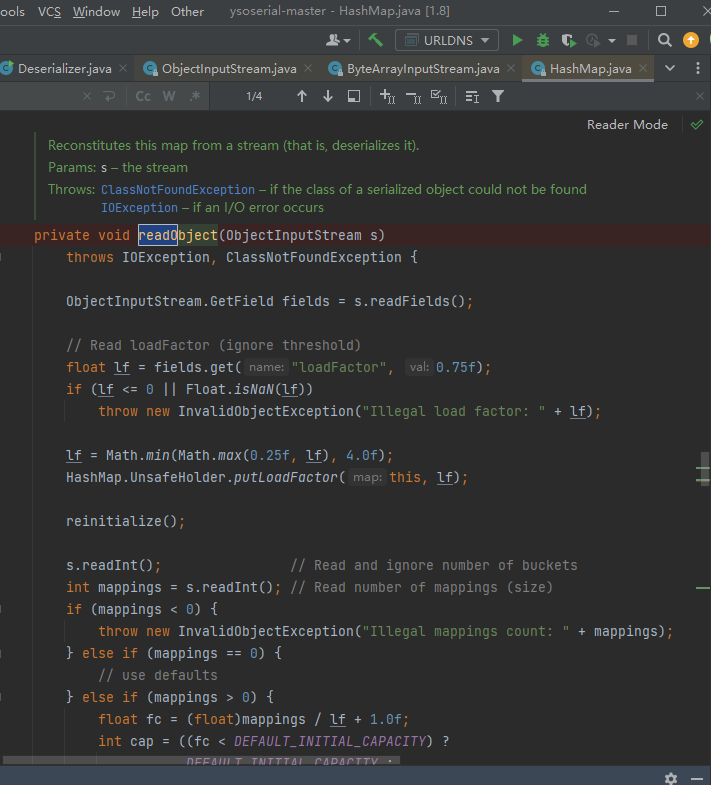 ools VCS Window Help Other ysoserial-master - HashMap.java [1.8]
URLDNS
Deserializer.java ObjectInputStream.java ByteArrayInputStream.java HashMap.java
Cc W .* 1/4
Reader Mode
Reconstitutes this map from a stream (that is, deserializes it).
Params: s – the stream
Throws: ClassNotFoundException – if the class of a serialized object could not be found
IOException – if an I/O error occurs
private void readObject(ObjectInputStream s)
throws IOException, ClassNotFoundException {
ObjectInputStream.GetField fields = s.readFields();
// Read loadFactor (ignore threshold)
float lf = fields.get( name: "loadFactor", val: 0.75f);
if (lf <= 0 || Float.isNaN(lf))
throw new InvalidObjectException("Illegal load factor: " + lf);
lf = Math.min(Math.max(0.25f, lf), 4.0f);
HashMap.UnsafeHolder.putLoadFactor( map: this, lf);
reinitialize();
s.readInt(); // Read and ignore number of buckets
int mappings = s.readInt(); // Read number of mappings (size)
if (mappings < 0) {
throw new InvalidObjectException("Illegal mappings count: " + mappings);
} else if (mappings == 0) {
// use defaults
} else if (mappings > 0) {
float fc = (float)mappings / lf + 1.0f;
int cap = ((fc < DEFAULT_INITIAL_CAPACITY) ?
DEFAULT_INITIAL_CAPACITY :